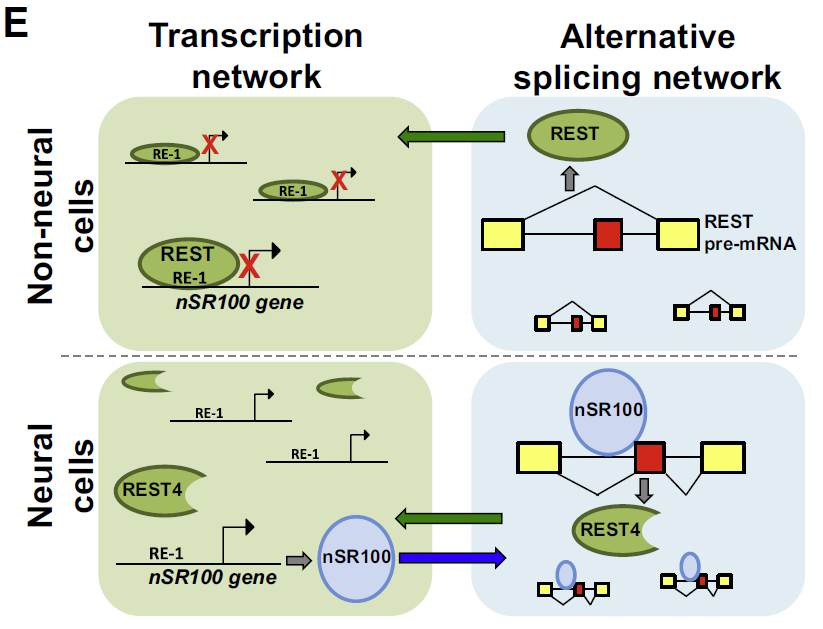 E
Transcription
network
Alternative
splicing network
Non-neural
cells
RE-1
RE-1
REST
RE-1
nSR100 gene
REST
REST
pre-mRNA
Neural
cells
RE-1
RE-1
REST4
RE-1
nSR100 gene
nSR100
nSR100
REST4